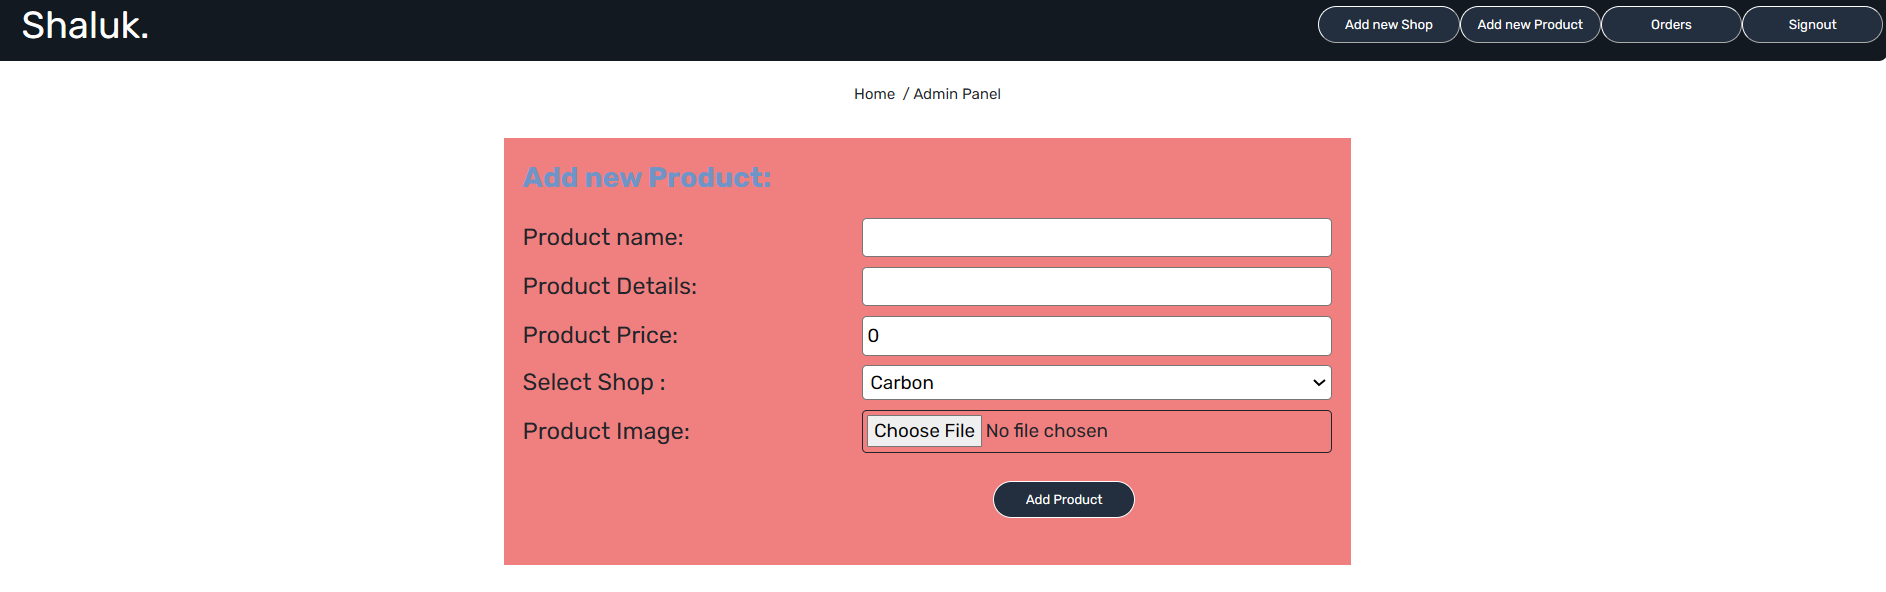 Shaluk.
Add new Shop Add new Product Orders Signout
Home / Admin Panel
Add new Product:
Product name:
Product Details:
Product Price: 0
Select Shop : Carbon
Product Image: Choose File No file chosen
Add Product